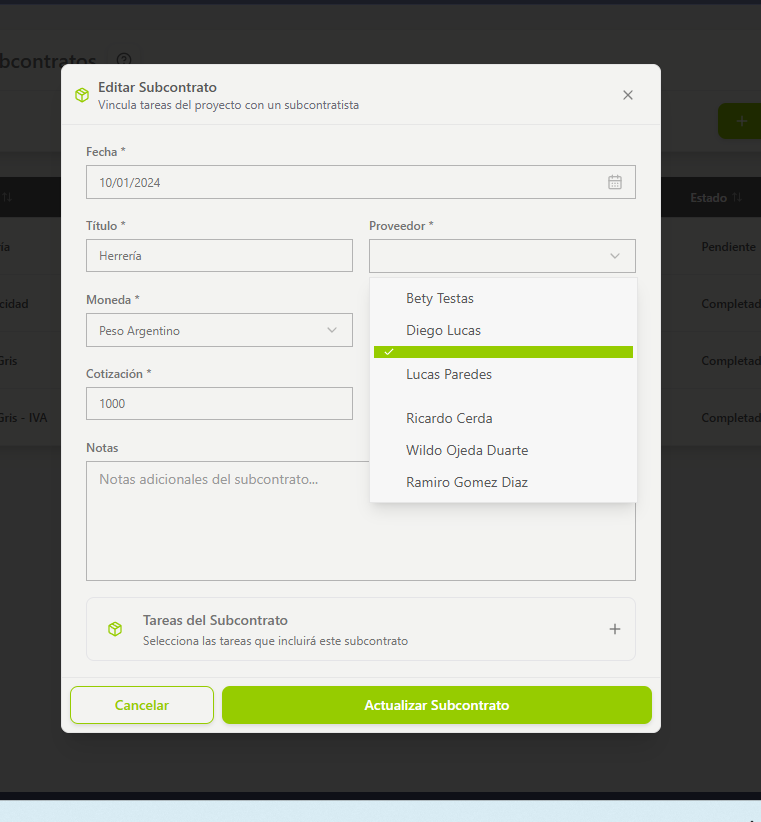 bcontratos
Editar Subcontrato
Vincula tareas del proyecto con un subcontratista
Fecha *
10/01/2024
Estado
Título *
Proveedor *
ía
Herrería
Pendiente
Moneda *
Bety Testas
cidad
Peso Argentino
Diego Lucas
Completad
Gris
Cotización *
Lucas Paredes
Completad
1000
Gris - IVA
Ricardo Cerda
Completad
Notas
Wildo Ojeda Duarte
Notas adicionales del subcontrato...
Ramiro Gomez Diaz
Tareas del Subcontrato
Selecciona las tareas que incluirá este subcontrato
Cancelar
Actualizar Subcontrato